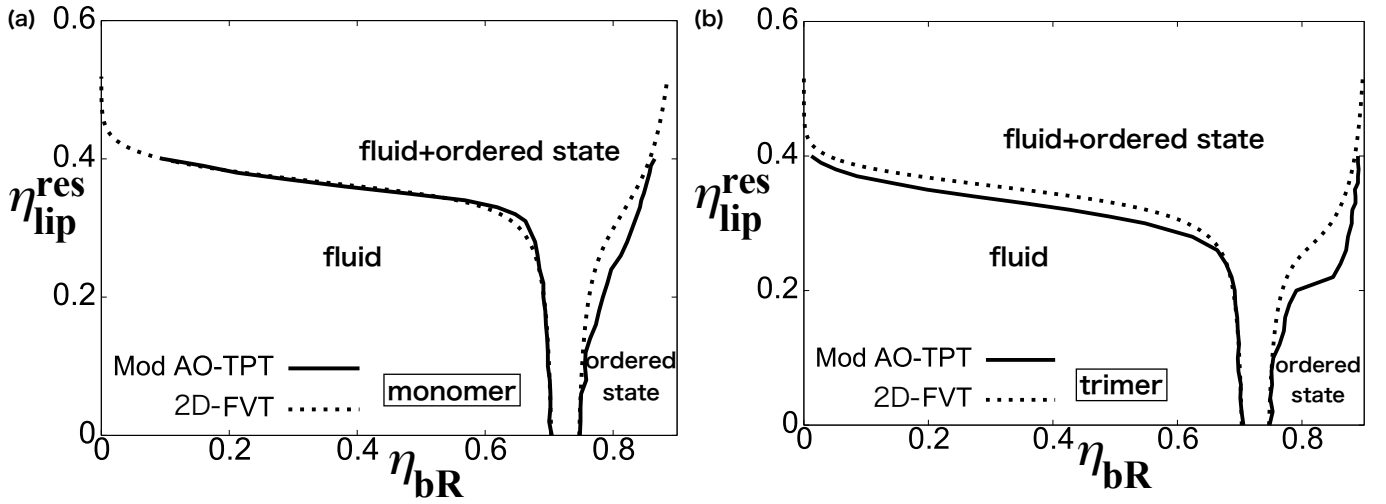 (a)
0.6
0.4
0.2
0
0 0.2 0.4 0.6 0.8
η_lip^res
η_bR
fluid+ordered state
fluid
ordered
state
Mod AO-TPT
2D-FVT
monomer
(b)
0.6
0.4
0.2
0
0 0.2 0.4 0.6 0.8
η_lip^res
η_bR
fluid+ordered state
fluid
ordered
state
Mod AO-TPT
2D-FVT
trimer